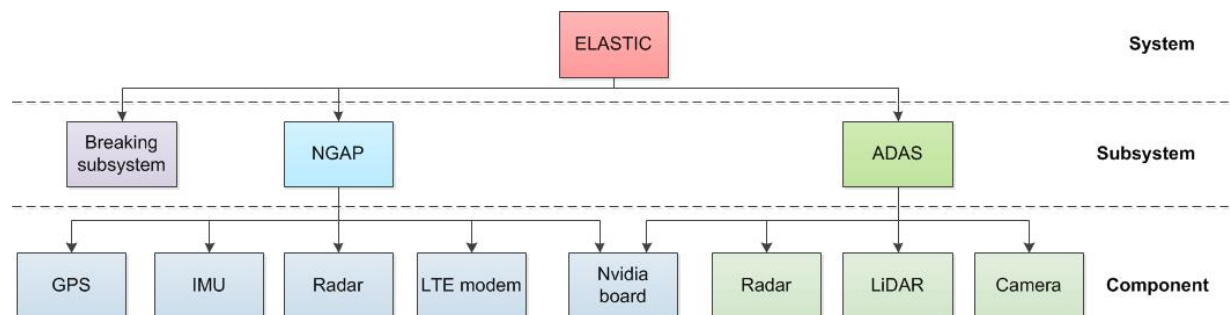 ELASTIC
System
Breaking
subsystem
NGAP
ADAS
Subsystem
GPS
IMU
Radar
LTE modem
Nvidia
board
Radar
LiDAR
Camera
Component